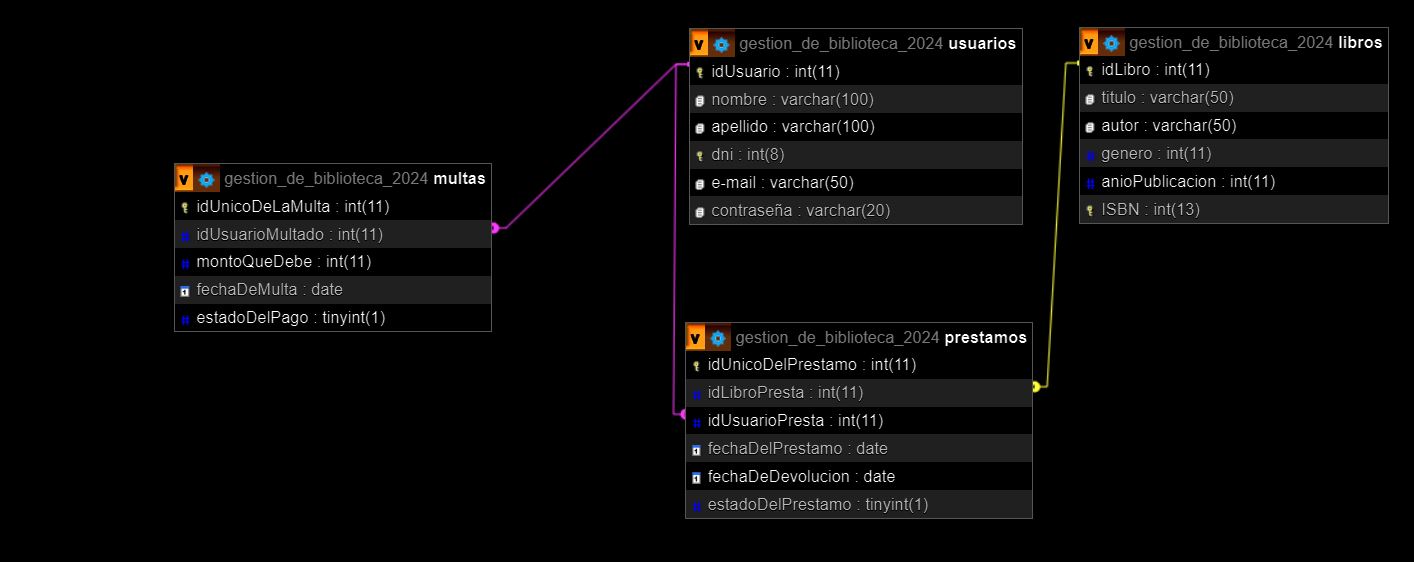 gestion_de_biblioteca_2024 usuarios
idUsuario : int(11)
nombre : varchar(100)
apellido : varchar(100)
dni : int(8)
e-mail : varchar(50)
contraseña : varchar(20)
gestion_de_biblioteca_2024 libros
idLibro : int(11)
titulo : varchar(50)
autor : varchar(50)
genero : int(11)
anioPublicacion : int(11)
ISBN : int(13)
gestion_de_biblioteca_2024 multas
idUnicoDeLaMulta : int(11)
idUsuarioMultado : int(11)
montoQueDebe : int(11)
fechaDeMulta : date
estadoDelPago : tinyint(1)
gestion_de_biblioteca_2024 prestamos
idUnicoDelPrestamo : int(11)
idLibroPresta : int(11)
idUsuarioPresta : int(11)
fechaDelPrestamo : date
fechaDeDevolucion : date
estadoDelPrestamo : tinyint(1)